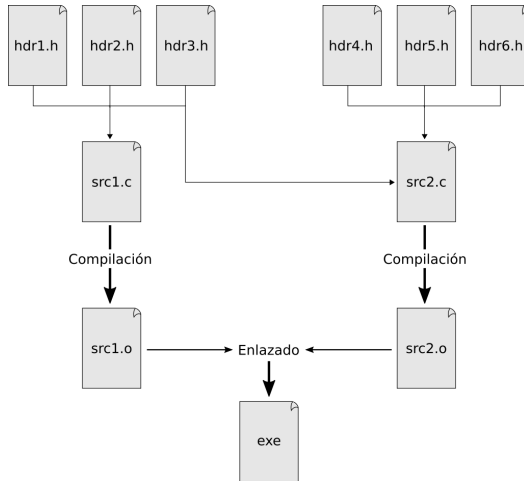 hdr1.h hdr2.h hdr3.h hdr4.h hdr5.h hdr6.h
src1.c src2.c
Compilación Compilación
src1.o Enlazado src2.o
exe